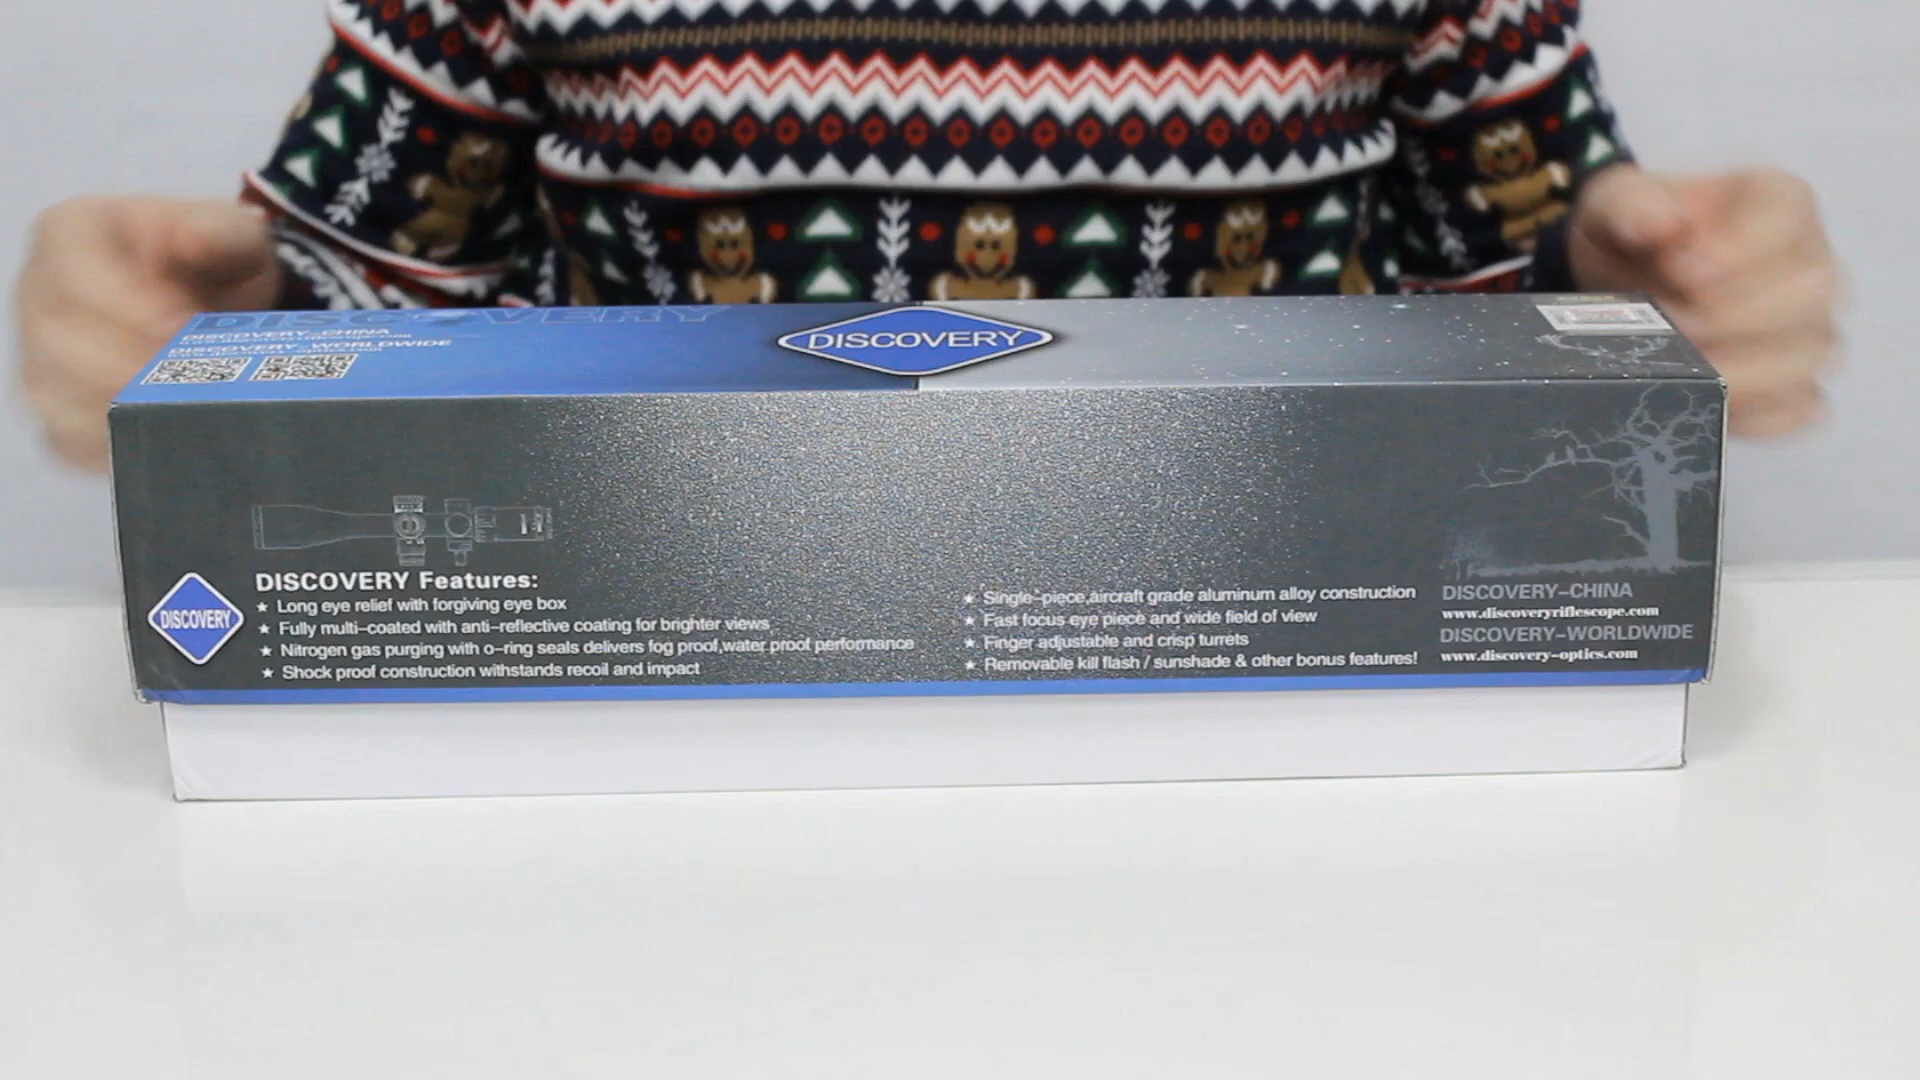 DISCOVERY
DISCOVERY-CHINA
DISCOVERY-WORLDWIDE
DISCOVERY
DISCOVERY
DISCOVERY Features:
★ Long eye relief with forgiving eye box
★ Fully multi-coated with anti-reflective coating for brighter views
★ Nitrogen gas purging with o-ring seals delivers fog proof,water proof performance
★ Shock proof construction withstands recoil and impact
★ Single-piece,aircraft grade aluminum alloy construction
★ Fast focus eye piece and wide field of view
★ Finger adjustable and crisp turrets
★ Removable kill flash / sunshade & other bonus features!
DISCOVERY-CHINA
www.discoveryriflescope.com
DISCOVERY-WORLDWIDE
www.discovery-optics.com